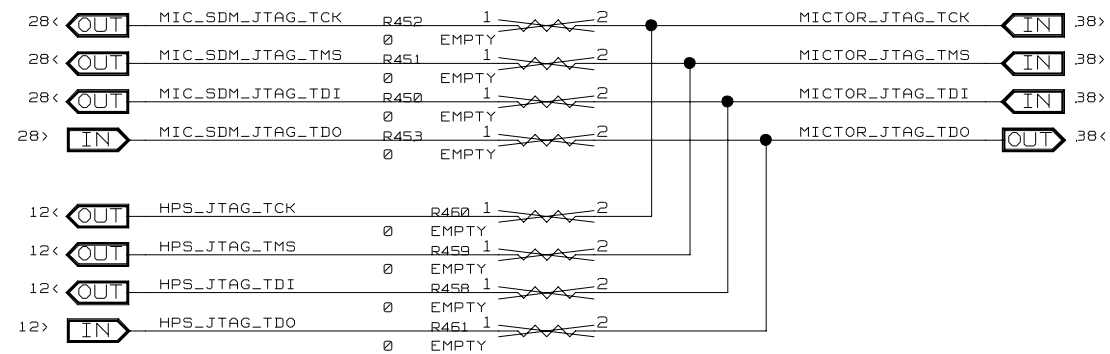 28< OUT MIC_SDM_JTAG_TCK R452 1 2 MICTOR_JTAG_TCK IN 38>
0 EMPTY
28< OUT MIC_SDM_JTAG_TMS R451 1 2 MICTOR_JTAG_TMS IN 38>
0 EMPTY
28< OUT MIC_SDM_JTAG_TDI R450 1 2 MICTOR_JTAG_TDI IN 38>
0 EMPTY
28> IN MIC_SDM_JTAG_TDO R453 1 2 MICTOR_JTAG_TDO OUT 38<
0 EMPTY
12< OUT HPS_JTAG_TCK R460 1 2
0 EMPTY
12< OUT HPS_JTAG_TMS R459 1 2
0 EMPTY
12< OUT HPS_JTAG_TDI R458 1 2
0 EMPTY
12> IN HPS_JTAG_TDO R461 1 2
0 EMPTY